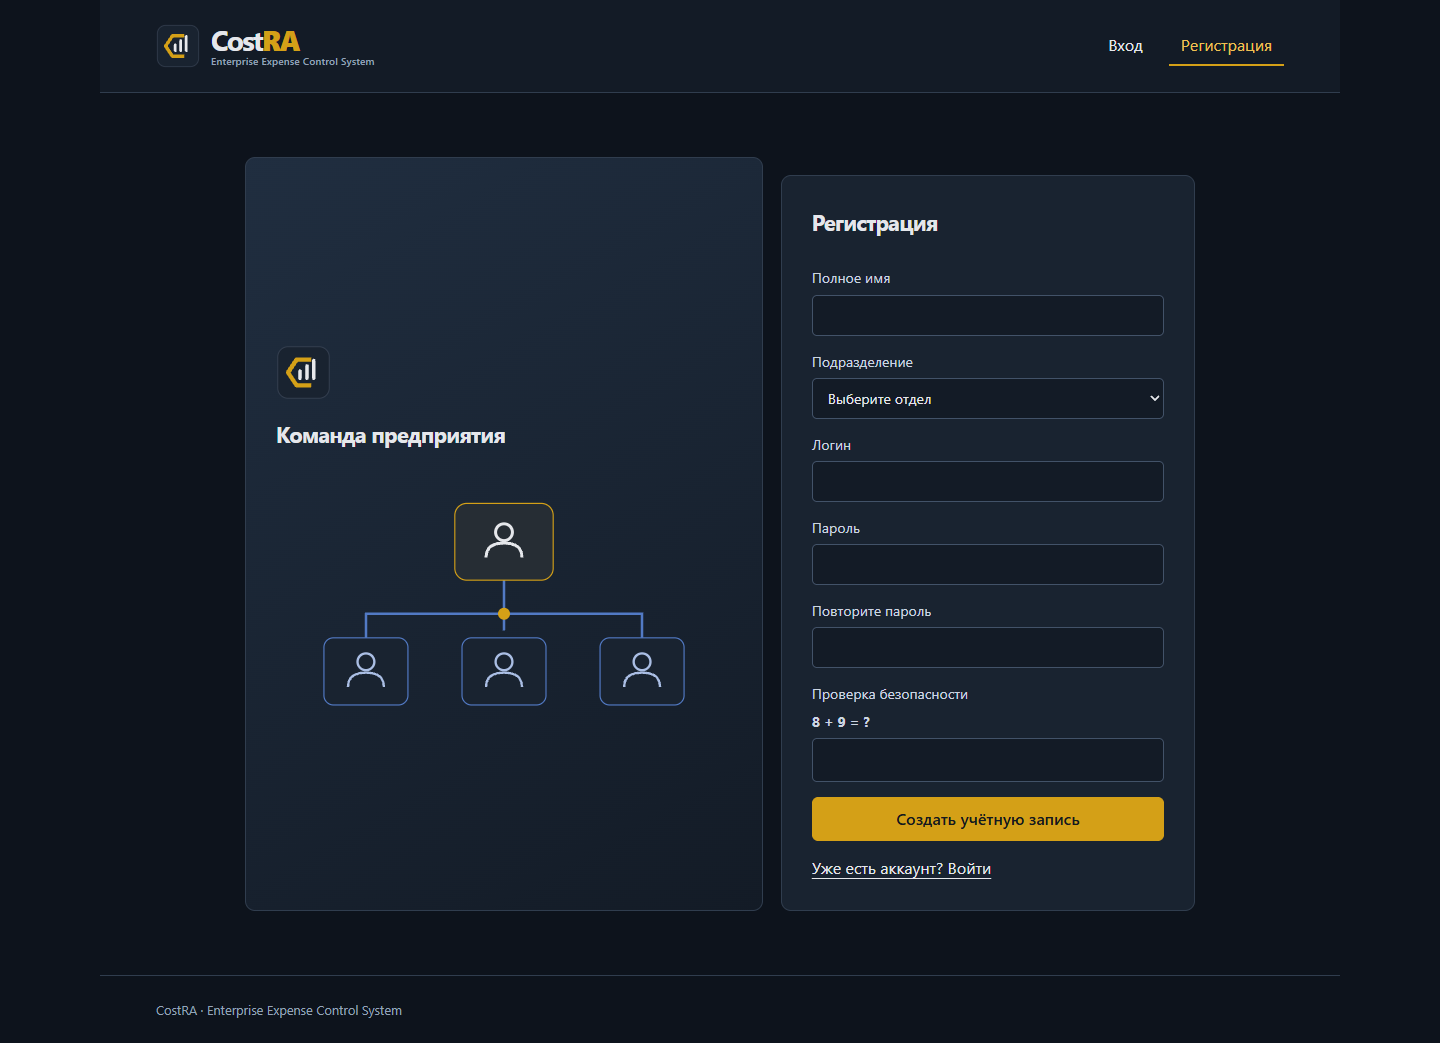 CostRA
Enterprise Expense Control System
Вход
Регистрация
Команда предприятия
Регистрация
Полное имя
Подразделение
Выберите отдел
Логин
Пароль
Повторите пароль
Проверка безопасности
8 + 9 = ?
Создать учётную запись
Уже есть аккаунт? Войти
CostRA · Enterprise Expense Control System